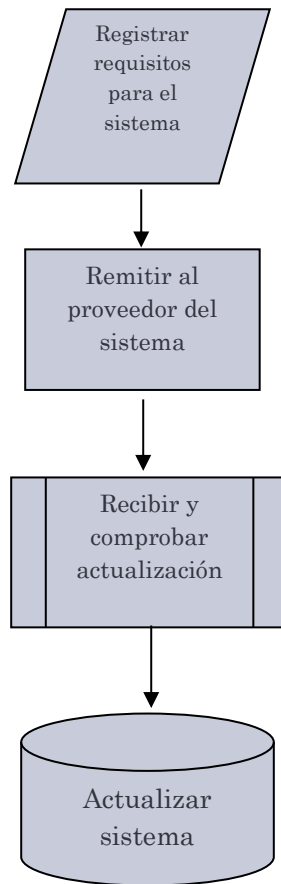 Registrar
requisitos
para el
sistema
Remitir al
proveedor del
sistema
Recibir y
comprobar
actualización
Actualizar
sistema